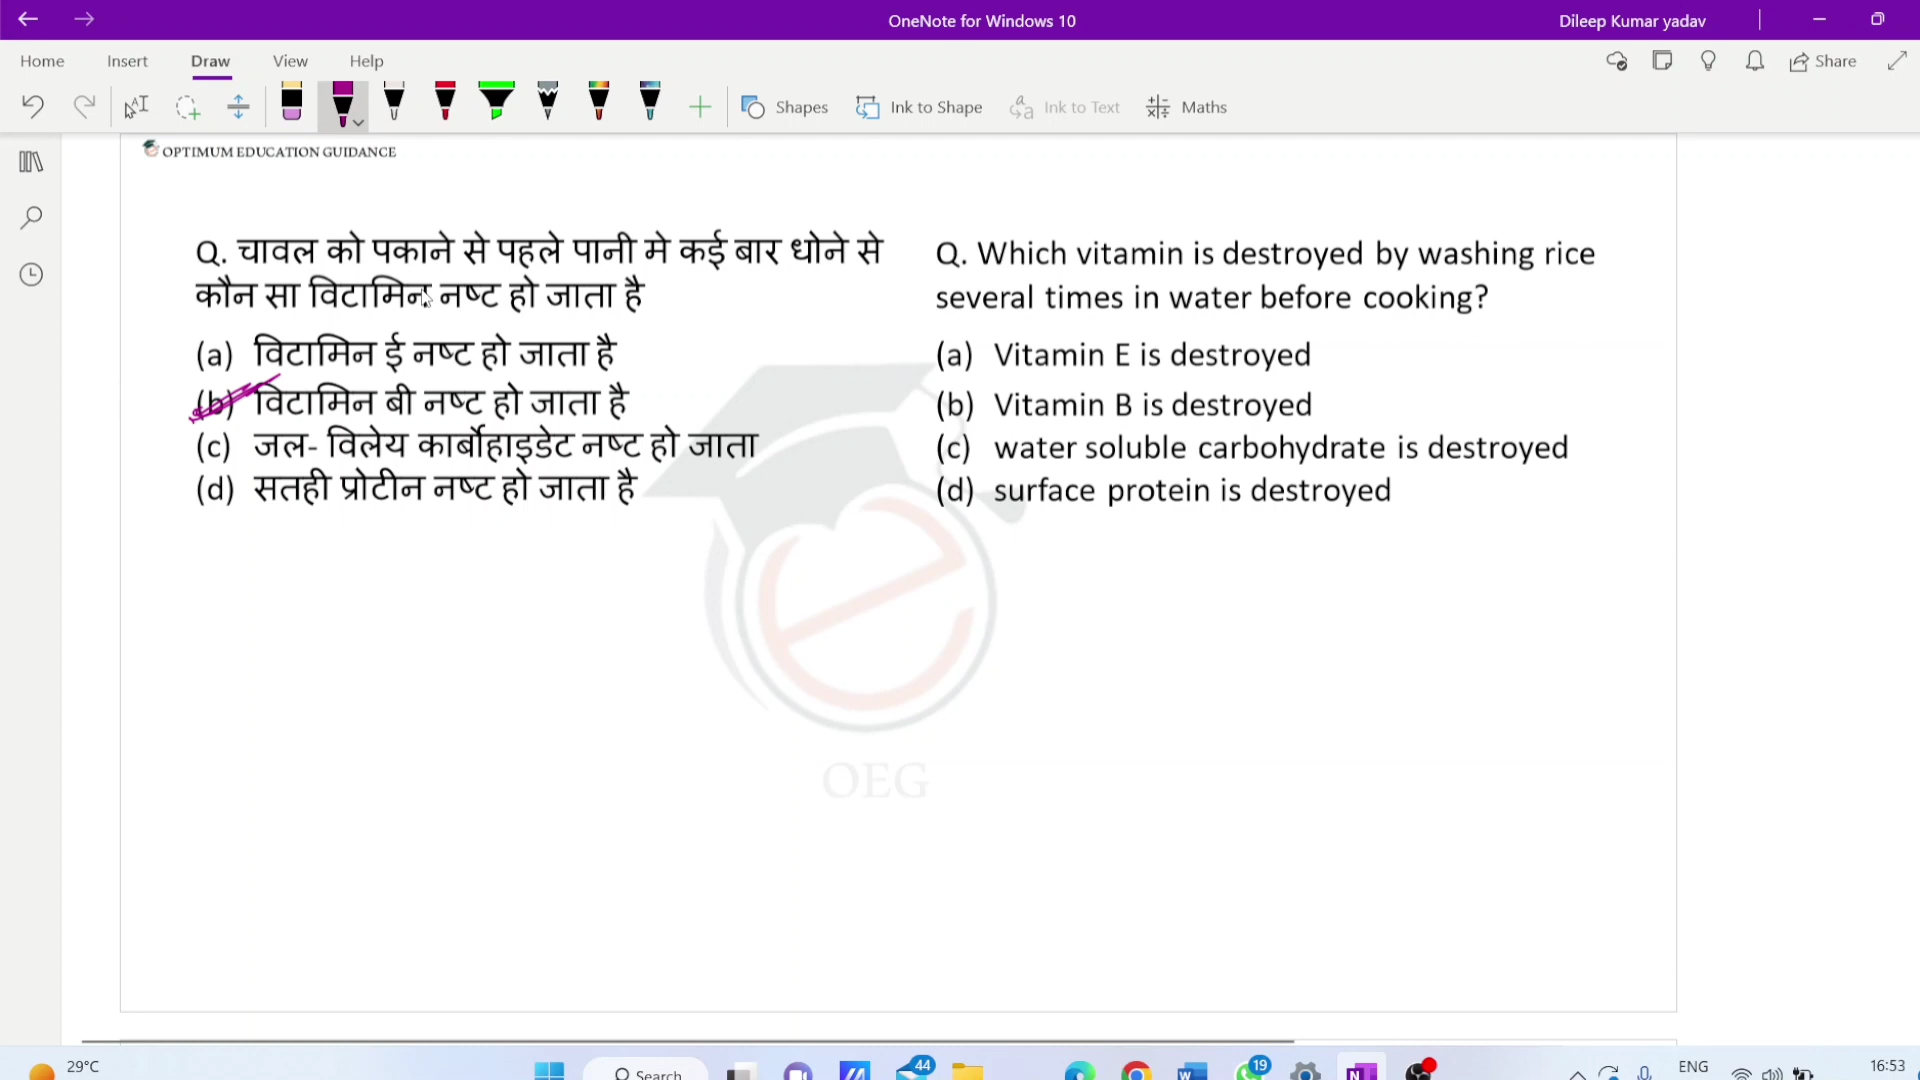 OneNote for Windows 10
Dileep Kumar yadav
Home Insert Draw View Help
Share
Shapes Ink to Shape Ink to Text Maths
OPTIMUM EDUCATION GUIDANCE
Q. चावल को पकाने से पहले पानी मे कई बार धोने से
कौन सा विटामिन नष्ट हो जाता है
(a) विटामिन ई नष्ट हो जाता है
(b) विटामिन बी नष्ट हो जाता है
(c) जल- विलेय कार्बोहाइडेट नष्ट हो जाता
(d) सतही प्रोटीन नष्ट हो जाता है
Q. Which vitamin is destroyed by washing rice
several times in water before cooking?
(a) Vitamin E is destroyed
(b) Vitamin B is destroyed
(c) water soluble carbohydrate is destroyed
(d) surface protein is destroyed
OEG
29°C
Search
44
19
ENG
16:53